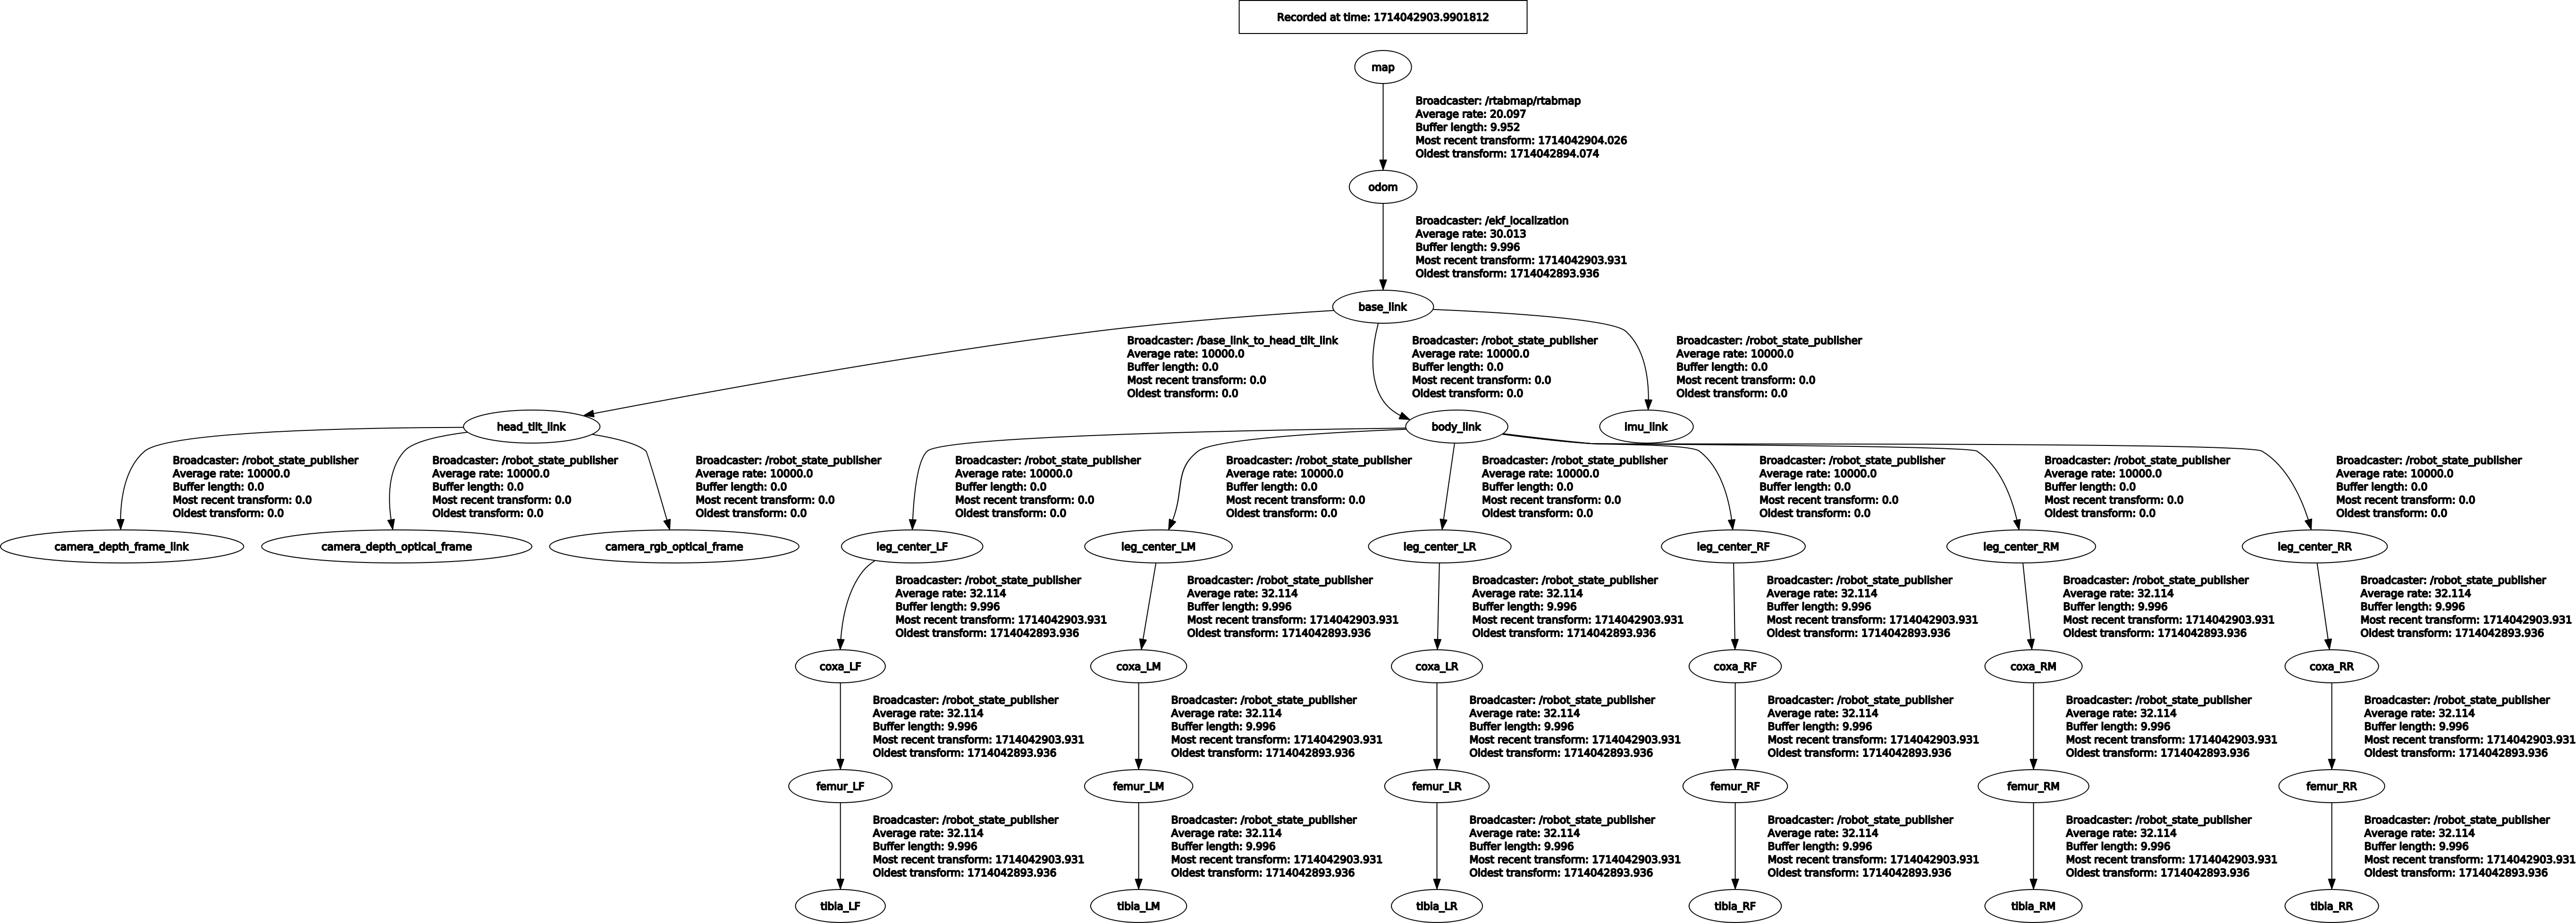 Recorded at time: 1714042903.9901812
map
Broadcaster: /rtabmap/rtabmap
Average rate: 20.097
Buffer length: 9.952
Most recent transform: 1714042904.026
Oldest transform: 1714042894.074
odom
Broadcaster: /ekf_localization
Average rate: 30.013
Buffer length: 9.996
Most recent transform: 1714042903.931
Oldest transform: 1714042893.936
base_link
Broadcaster: /base_link_to_head_tilt_link
Average rate: 10000.0
Buffer length: 0.0
Most recent transform: 0.0
Oldest transform: 0.0
Broadcaster: /robot_state_publisher
Average rate: 10000.0
Buffer length: 0.0
Most recent transform: 0.0
Oldest transform: 0.0
Broadcaster: /robot_state_publisher
Average rate: 10000.0
Buffer length: 0.0
Most recent transform: 0.0
Oldest transform: 0.0
head_tilt_link
body_link
imu_link
Broadcaster: /robot_state_publisher
Average rate: 10000.0
Buffer length: 0.0
Most recent transform: 0.0
Oldest transform: 0.0
Broadcaster: /robot_state_publisher
Average rate: 10000.0
Buffer length: 0.0
Most recent transform: 0.0
Oldest transform: 0.0
Broadcaster: /robot_state_publisher
Average rate: 10000.0
Buffer length: 0.0
Most recent transform: 0.0
Oldest transform: 0.0
Broadcaster: /robot_state_publisher
Average rate: 10000.0
Buffer length: 0.0
Most recent transform: 0.0
Oldest transform: 0.0
Broadcaster: /robot_state_publisher
Average rate: 10000.0
Buffer length: 0.0
Most recent transform: 0.0
Oldest transform: 0.0
Broadcaster: /robot_state_publisher
Average rate: 10000.0
Buffer length: 0.0
Most recent transform: 0.0
Oldest transform: 0.0
Broadcaster: /robot_state_publisher
Average rate: 10000.0
Buffer length: 0.0
Most recent transform: 0.0
Oldest transform: 0.0
Broadcaster: /robot_state_publisher
Average rate: 10000.0
Buffer length: 0.0
Most recent transform: 0.0
Oldest transform: 0.0
Broadcaster: /robot_state_publisher
Average rate: 10000.0
Buffer length: 0.0
Most recent transform: 0.0
Oldest transform: 0.0
camera_depth_frame_link
camera_depth_optical_frame
camera_rgb_optical_frame
leg_center_LF
leg_center_LM
leg_center_LR
leg_center_RF
leg_center_RM
leg_center_RR
Broadcaster: /robot_state_publisher
Average rate: 32.114
Buffer length: 9.996
Most recent transform: 1714042903.931
Oldest transform: 1714042893.936
Broadcaster: /robot_state_publisher
Average rate: 32.114
Buffer length: 9.996
Most recent transform: 1714042903.931
Oldest transform: 1714042893.936
Broadcaster: /robot_state_publisher
Average rate: 32.114
Buffer length: 9.996
Most recent transform: 1714042903.931
Oldest transform: 1714042893.936
Broadcaster: /robot_state_publisher
Average rate: 32.114
Buffer length: 9.996
Most recent transform: 1714042903.931
Oldest transform: 1714042893.936
Broadcaster: /robot_state_publisher
Average rate: 32.114
Buffer length: 9.996
Most recent transform: 1714042903.931
Oldest transform: 1714042893.936
Broadcaster: /robot_state_publisher
Average rate: 32.114
Buffer length: 9.996
Most recent transform: 1714042903.931
Oldest transform: 1714042893.936
coxa_LF
coxa_LM
coxa_LR
coxa_RF
coxa_RM
coxa_RR
Broadcaster: /robot_state_publisher
Average rate: 32.114
Buffer length: 9.996
Most recent transform: 1714042903.931
Oldest transform: 1714042893.936
Broadcaster: /robot_state_publisher
Average rate: 32.114
Buffer length: 9.996
Most recent transform: 1714042903.931
Oldest transform: 1714042893.936
Broadcaster: /robot_state_publisher
Average rate: 32.114
Buffer length: 9.996
Most recent transform: 1714042903.931
Oldest transform: 1714042893.936
Broadcaster: /robot_state_publisher
Average rate: 32.114
Buffer length: 9.996
Most recent transform: 1714042903.931
Oldest transform: 1714042893.936
Broadcaster: /robot_state_publisher
Average rate: 32.114
Buffer length: 9.996
Most recent transform: 1714042903.931
Oldest transform: 1714042893.936
Broadcaster: /robot_state_publisher
Average rate: 32.114
Buffer length: 9.996
Most recent transform: 1714042903.931
Oldest transform: 1714042893.936
femur_LF
femur_LM
femur_LR
femur_RF
femur_RM
femur_RR
Broadcaster: /robot_state_publisher
Average rate: 32.114
Buffer length: 9.996
Most recent transform: 1714042903.931
Oldest transform: 1714042893.936
Broadcaster: /robot_state_publisher
Average rate: 32.114
Buffer length: 9.996
Most recent transform: 1714042903.931
Oldest transform: 1714042893.936
Broadcaster: /robot_state_publisher
Average rate: 32.114
Buffer length: 9.996
Most recent transform: 1714042903.931
Oldest transform: 1714042893.936
Broadcaster: /robot_state_publisher
Average rate: 32.114
Buffer length: 9.996
Most recent transform: 1714042903.931
Oldest transform: 1714042893.936
Broadcaster: /robot_state_publisher
Average rate: 32.114
Buffer length: 9.996
Most recent transform: 1714042903.931
Oldest transform: 1714042893.936
Broadcaster: /robot_state_publisher
Average rate: 32.114
Buffer length: 9.996
Most recent transform: 1714042903.931
Oldest transform: 1714042893.936
tibia_LF
tibia_LM
tibia_LR
tibia_RF
tibia_RM
tibia_RR